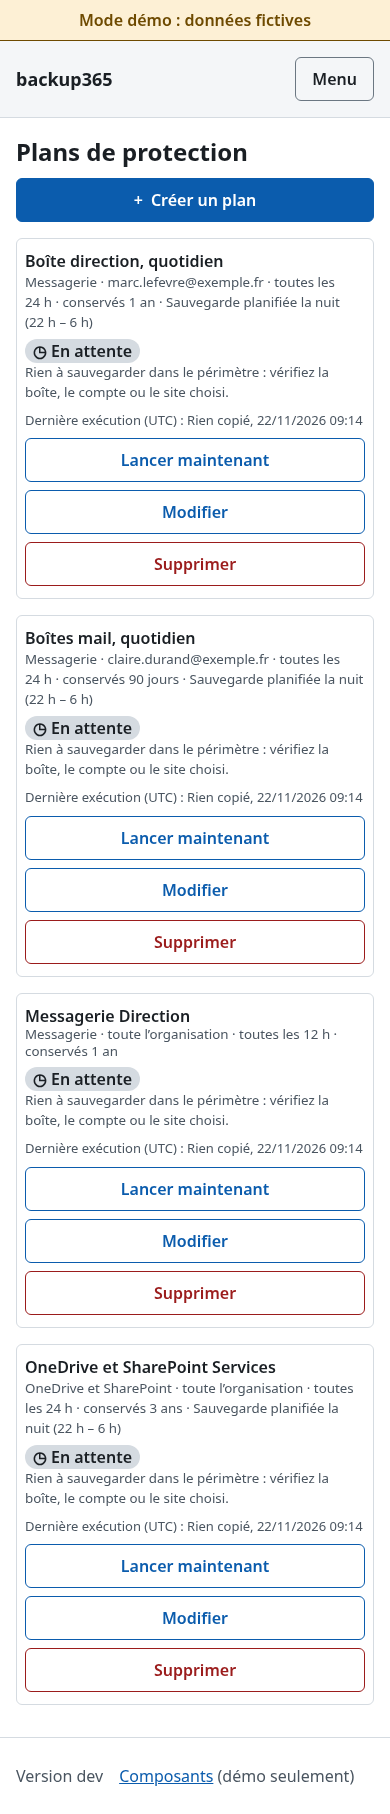 Mode démo : données fictives
backup365
Menu
Plans de protection
+ Créer un plan
Boîte direction, quotidien
Messagerie · marc.lefevre@exemple.fr · toutes les
24 h · conservés 1 an · Sauvegarde planifiée la nuit
(22 h – 6 h)
◷ En attente
Rien à sauvegarder dans le périmètre : vérifiez la
boîte, le compte ou le site choisi.
Dernière exécution (UTC) : Rien copié, 22/11/2026 09:14
Lancer maintenant
Modifier
Supprimer
Boîtes mail, quotidien
Messagerie · claire.durand@exemple.fr · toutes les
24 h · conservés 90 jours · Sauvegarde planifiée la nuit
(22 h – 6 h)
◷ En attente
Rien à sauvegarder dans le périmètre : vérifiez la
boîte, le compte ou le site choisi.
Dernière exécution (UTC) : Rien copié, 22/11/2026 09:14
Lancer maintenant
Modifier
Supprimer
Messagerie Direction
Messagerie · toute l’organisation · toutes les 12 h ·
conservés 1 an
◷ En attente
Rien à sauvegarder dans le périmètre : vérifiez la
boîte, le compte ou le site choisi.
Dernière exécution (UTC) : Rien copié, 22/11/2026 09:14
Lancer maintenant
Modifier
Supprimer
OneDrive et SharePoint Services
OneDrive et SharePoint · toute l’organisation · toutes
les 24 h · conservés 3 ans · Sauvegarde planifiée la
nuit (22 h – 6 h)
◷ En attente
Rien à sauvegarder dans le périmètre : vérifiez la
boîte, le compte ou le site choisi.
Dernière exécution (UTC) : Rien copié, 22/11/2026 09:14
Lancer maintenant
Modifier
Supprimer
Version dev Composants (démo seulement)